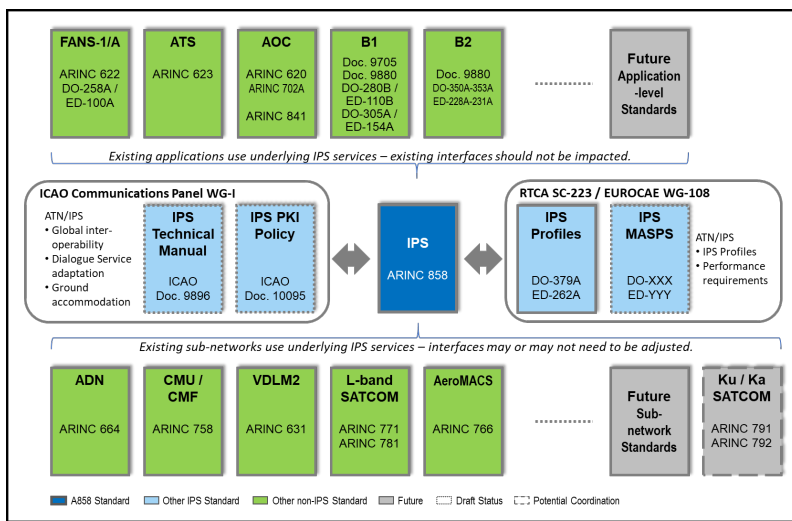 FANS-1/A
ARINC 622
DO-258A /
ED-100A
ATS
ARINC 623
AOC
ARINC 620
ARINC 702A
ARINC 841
B1
Doc. 9705
Doc. 9880
DO-280B /
ED-110B
DO-305A /
ED-154A
B2
Doc. 9880
DO-350A-353A
ED-228A-231A
Future
Application
-level
Standards
Existing applications use underlying IPS services – existing interfaces should not be impacted.
ICAO Communications Panel WG-I
ATN/IPS
• Global inter-
operability
• Dialogue Service
adaptation
• Ground
accommodation
IPS
Technical
Manual
ICAO
Doc. 9896
IPS PKI
Policy
ICAO
Doc. 10095
IPS
ARINC 858
RTCA SC-223 / EUROCAE WG-108
IPS
Profiles
DO-379A
ED-262A
IPS
MASPS
DO-XXX
ED-YYY
ATN/IPS
• IPS Profiles
• Performance
requirements
Existing sub-networks use underlying IPS services – interfaces may or may not need to be adjusted.
ADN
ARINC 664
CMU /
CMF
ARINC 758
VDLM2
ARINC 631
L-band
SATCOM
ARINC 771
ARINC 781
AeroMACS
ARINC 766
Future
Sub-
network
Standards
Ku / Ka
SATCOM
ARINC 791
ARINC 792
A858 Standard
Other IPS Standard
Other non-IPS Standard
Future
Draft Status
Potential Coordination